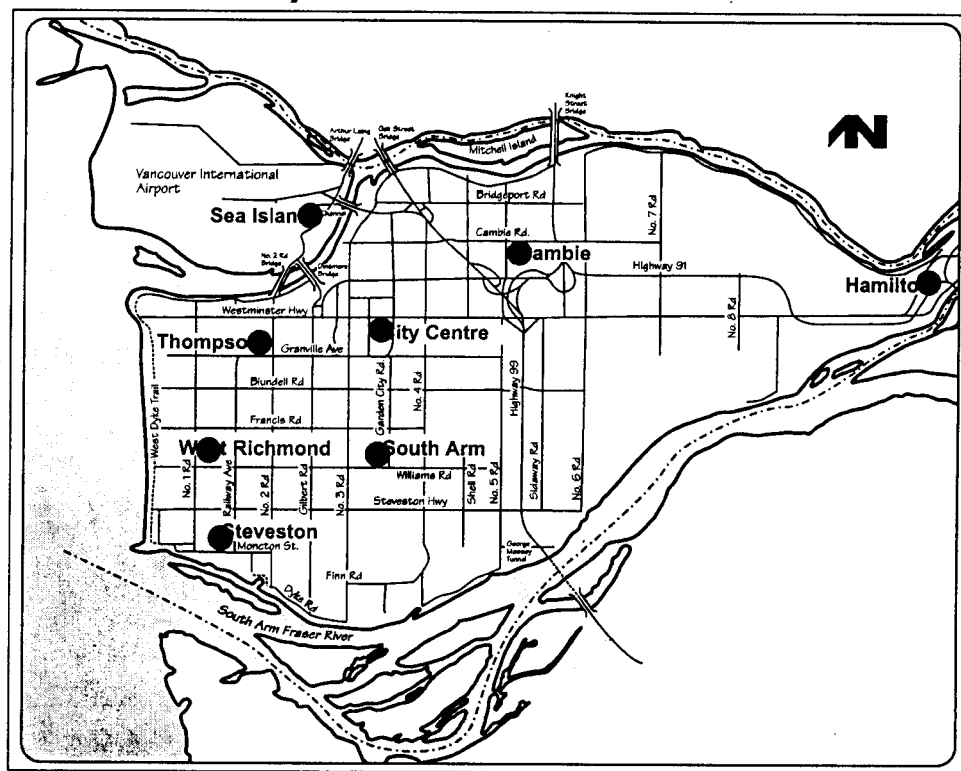 Knight
Street
Bridge
Arthur Laing
Bridge
Oak Street
Bridge
Mitchell Island
N
Vancouver International
Airport
Bridgeport Rd
No. 7 Rd
Sea Islan
Channel
Cambie Rd.
ambie
No. 2 Rd
Bridge
Dinsmore
Bridge
Highway 91
Hamilto
Westminster Hwy
No. 8 Rd
ity Centre
Thompso
Granville Ave
Blundell Rd
Garden City Rd.
No. 4 Rd
Highway 99
West Dyke Trail
Francis Rd
W t Richmond
South Arm
Williams Rd
No. 1 Rd
Railway Ave
No. 2 Rd
Gilbert Rd
No. 3 Rd
Shell Rd
No. 5 Rd
Sidaway Rd
No. 6 Rd
Steveston Hwy
Steveston
Moncton St.
George
Massey
Tunnel
Finn Rd
Dyke Rd
South Arm Fraser River